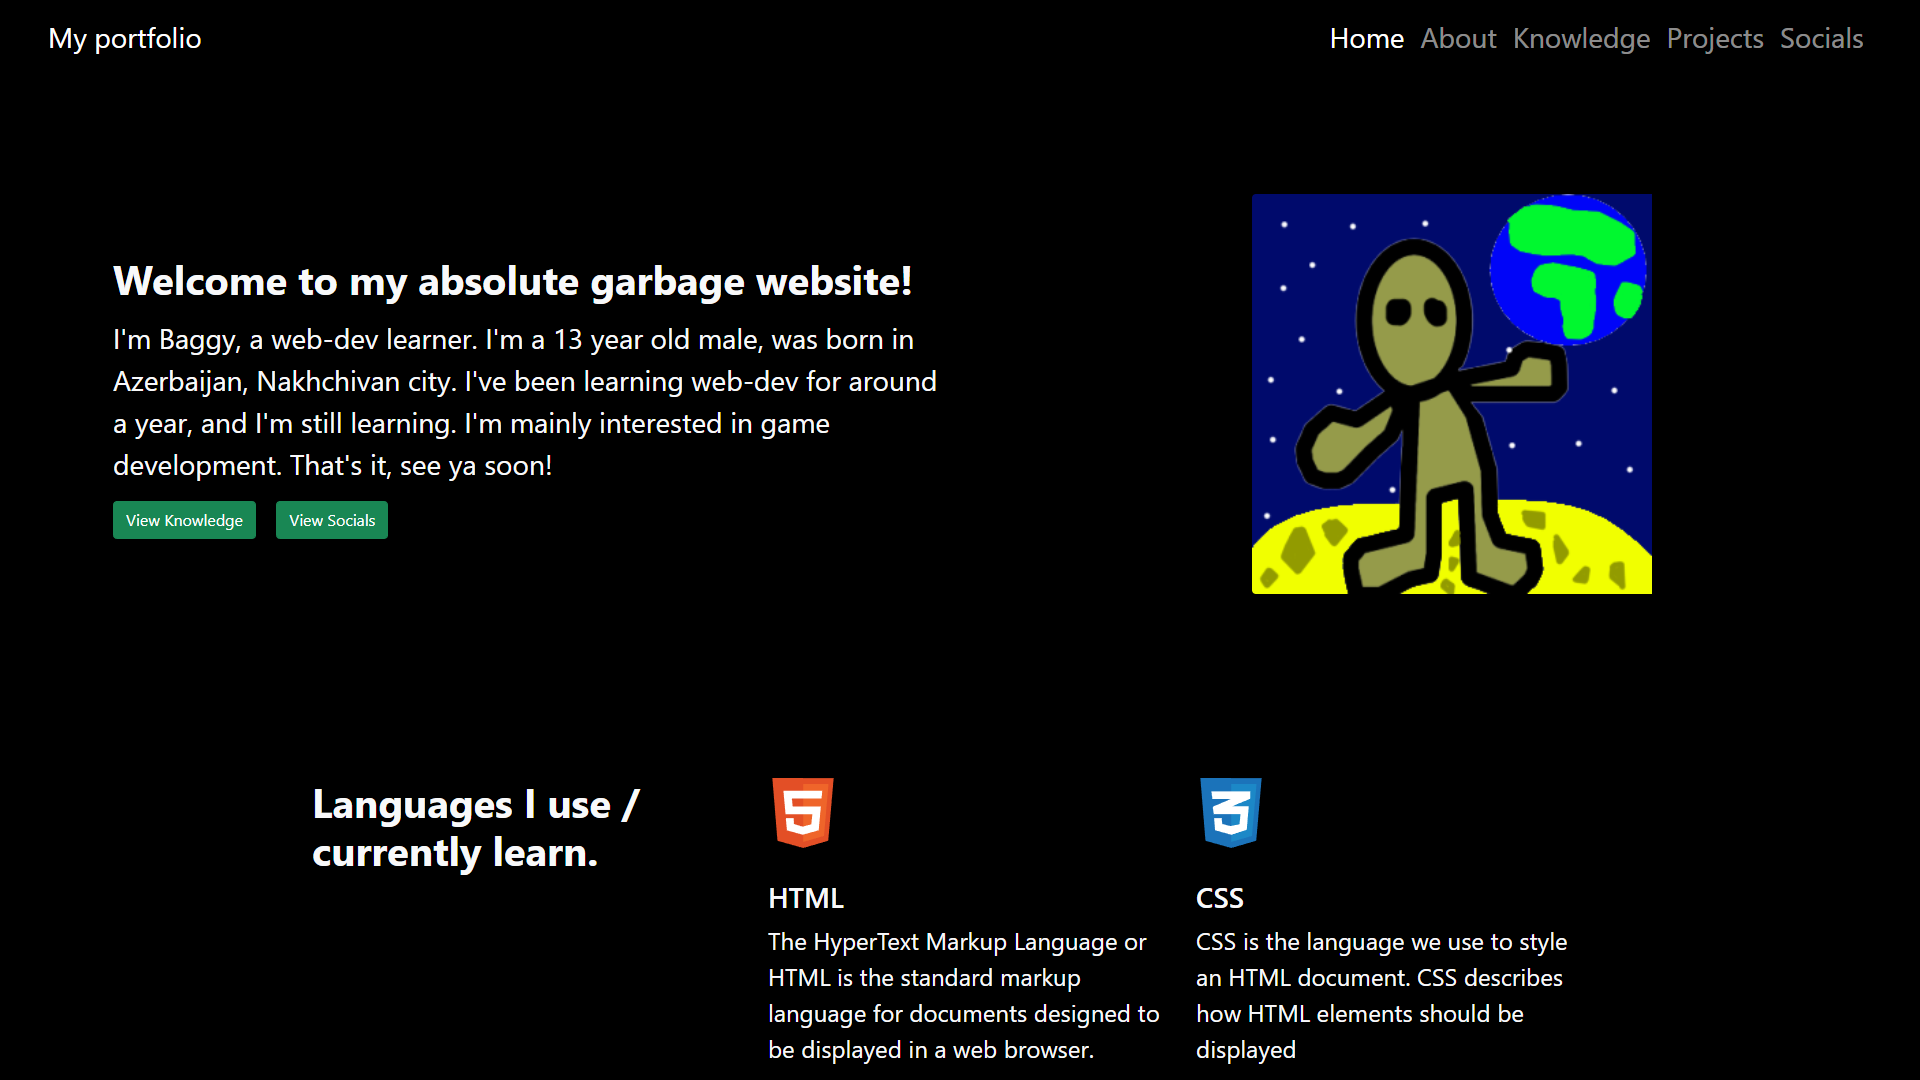 My portfolio
Home About Knowledge Projects Socials
Welcome to my absolute garbage website!
I'm Baggy, a web-dev learner. I'm a 13 year old male, was born in
Azerbaijan, Nakhchivan city. I've been learning web-dev for around
a year, and I'm still learning. I'm mainly interested in game
development. That's it, see ya soon!
View Knowledge View Socials
Languages I use /
currently learn.
5
HTML
The HyperText Markup Language or
HTML is the standard markup
language for documents designed to
be displayed in a web browser.
3
CSS
CSS is the language we use to style
an HTML document. CSS describes
how HTML elements should be
displayed